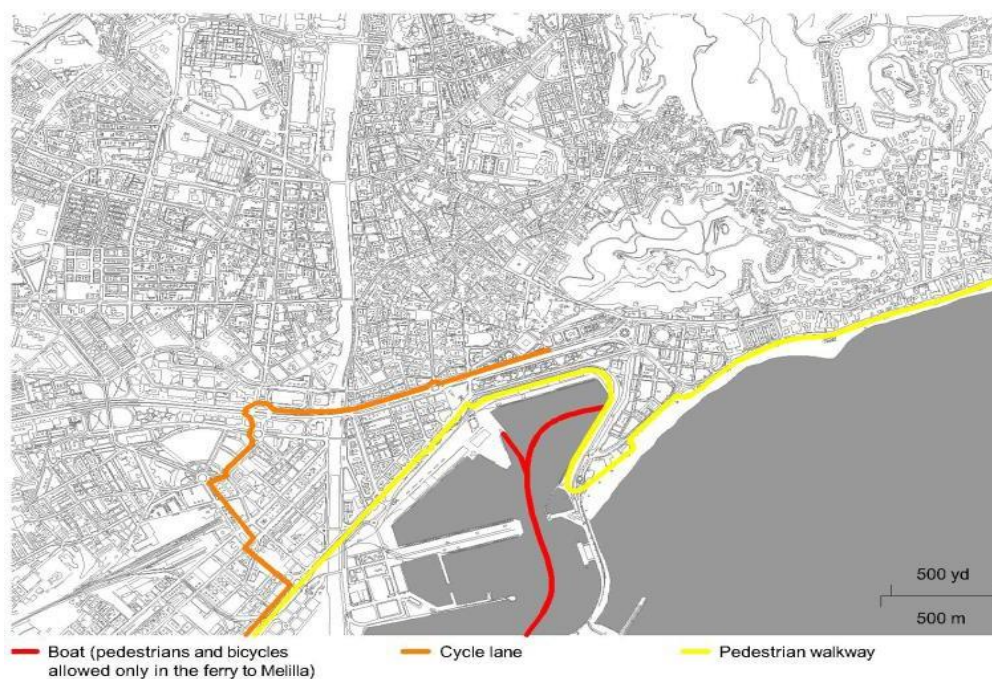 500 yd
500 m
Boat (pedestrians and bicycles
allowed only in the ferry to Melilla)
Cycle lane
Pedestrian walkway